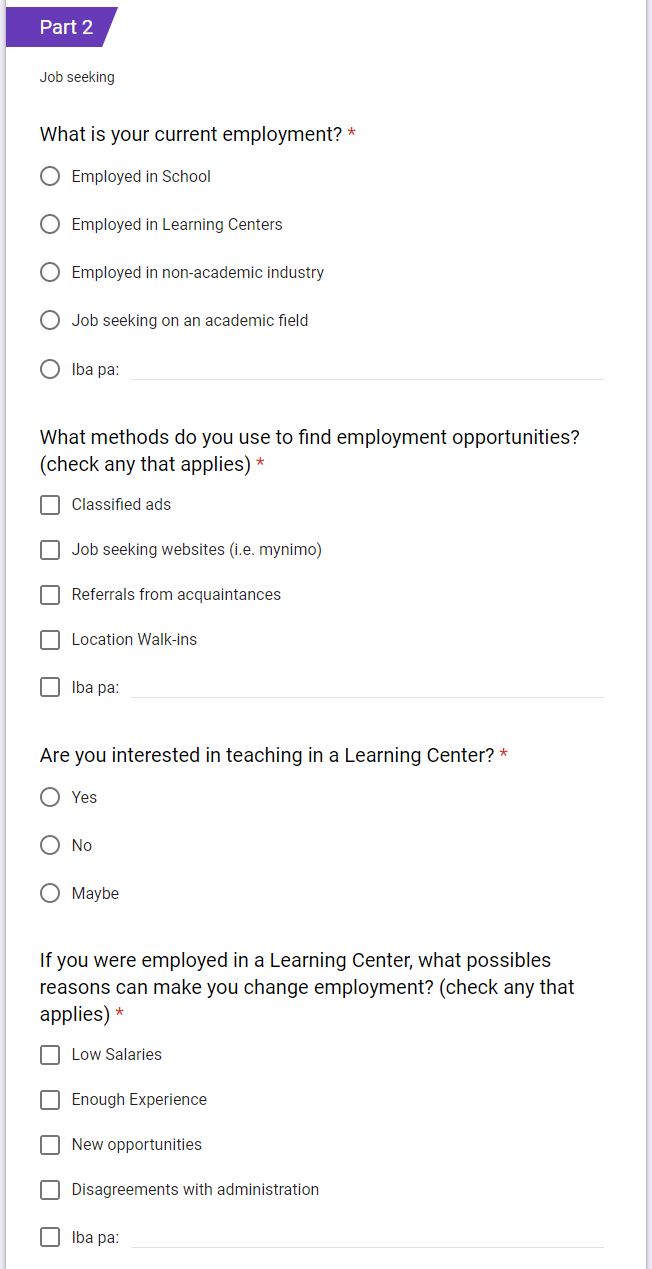 Part 2
Job seeking
What is your current employment? *
Employed in School
Employed in Learning Centers
Employed in non-academic industry
Job seeking on an academic field
Iba pa:
What methods do you use to find employment opportunities?
(check any that applies) *
Classified ads
Job seeking websites (i.e. mynimo)
Referrals from acquaintances
Location Walk-ins
Iba pa:
Are you interested in teaching in a Learning Center? *
Yes
No
Maybe
If you were employed in a Learning Center, what possibles
reasons can make you change employment? (check any that
applies) *
Low Salaries
Enough Experience
New opportunities
Disagreements with administration
Iba pa: